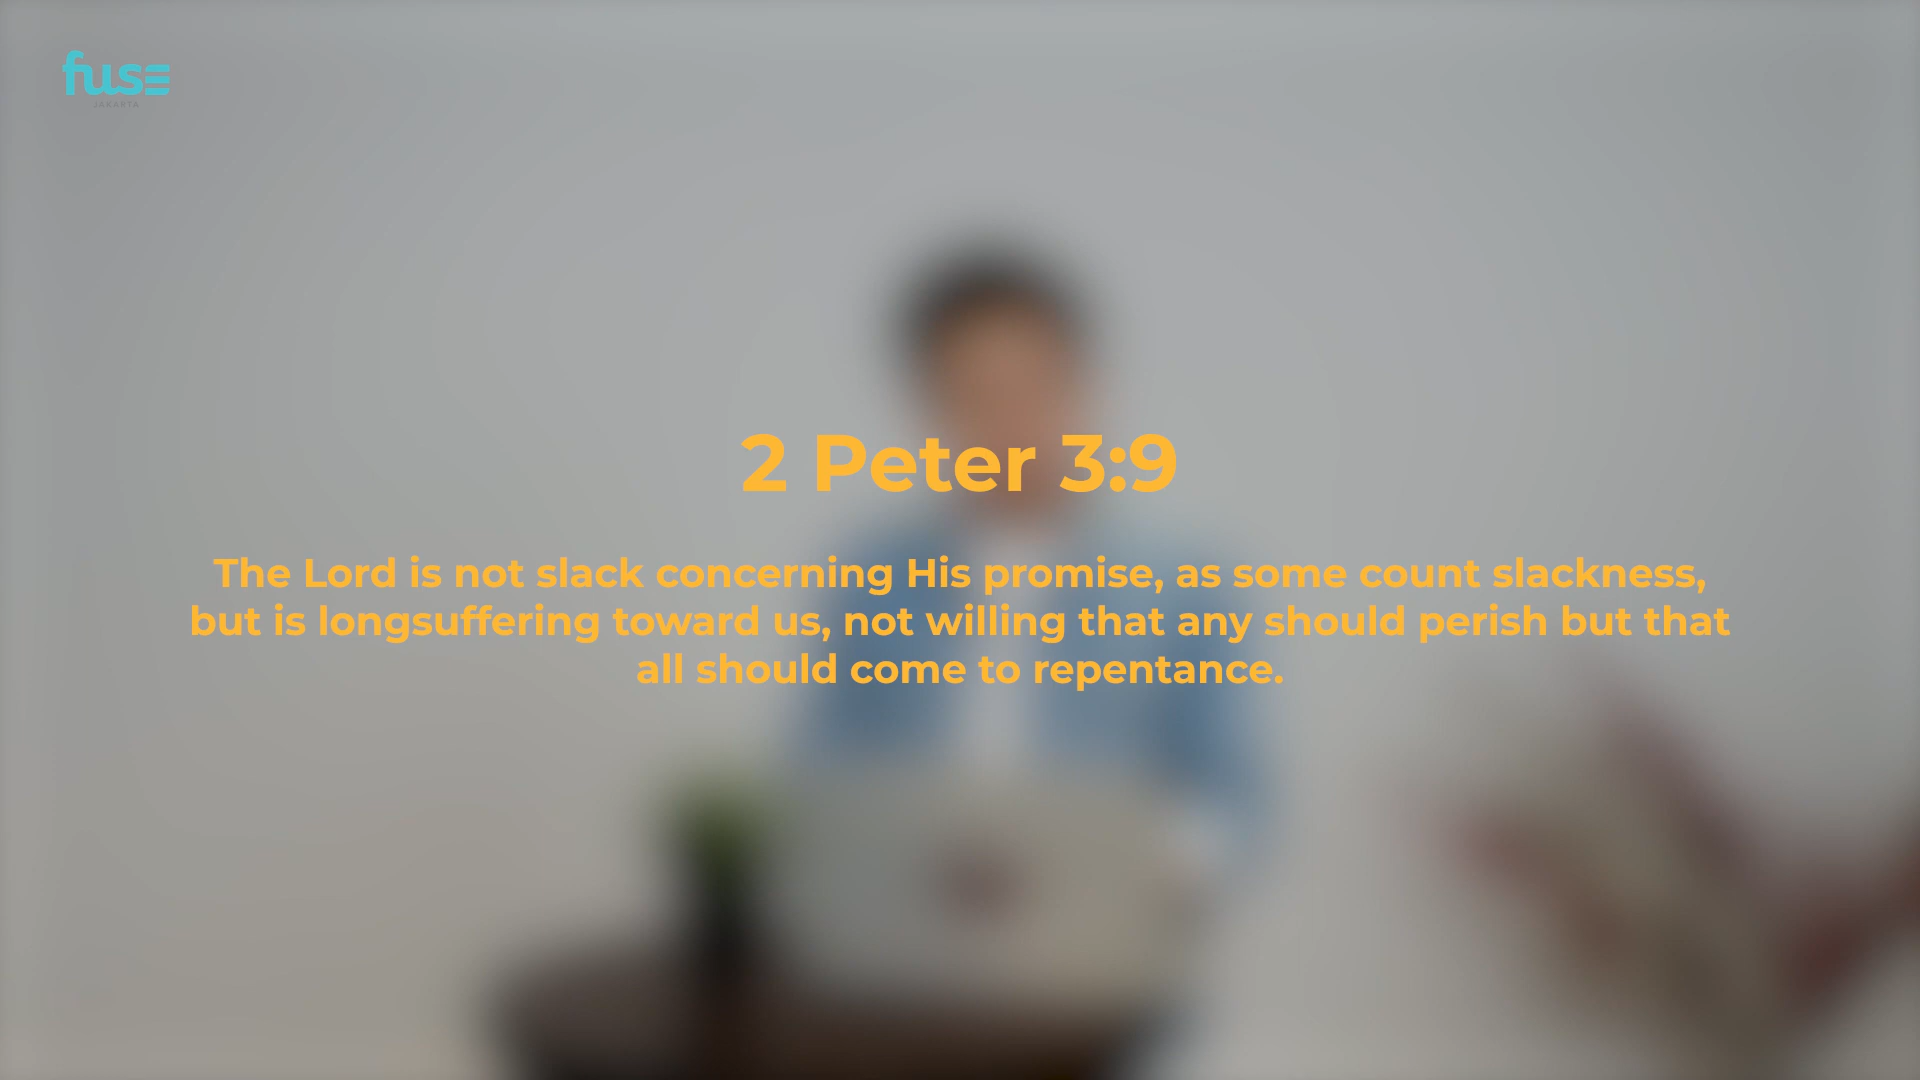 fuse
JAKARTA
2 Peter 3:9
The Lord is not slack concerning His promise, as some count slackness,
but is longsuffering toward us, not willing that any should perish but that
all should come to repentance.